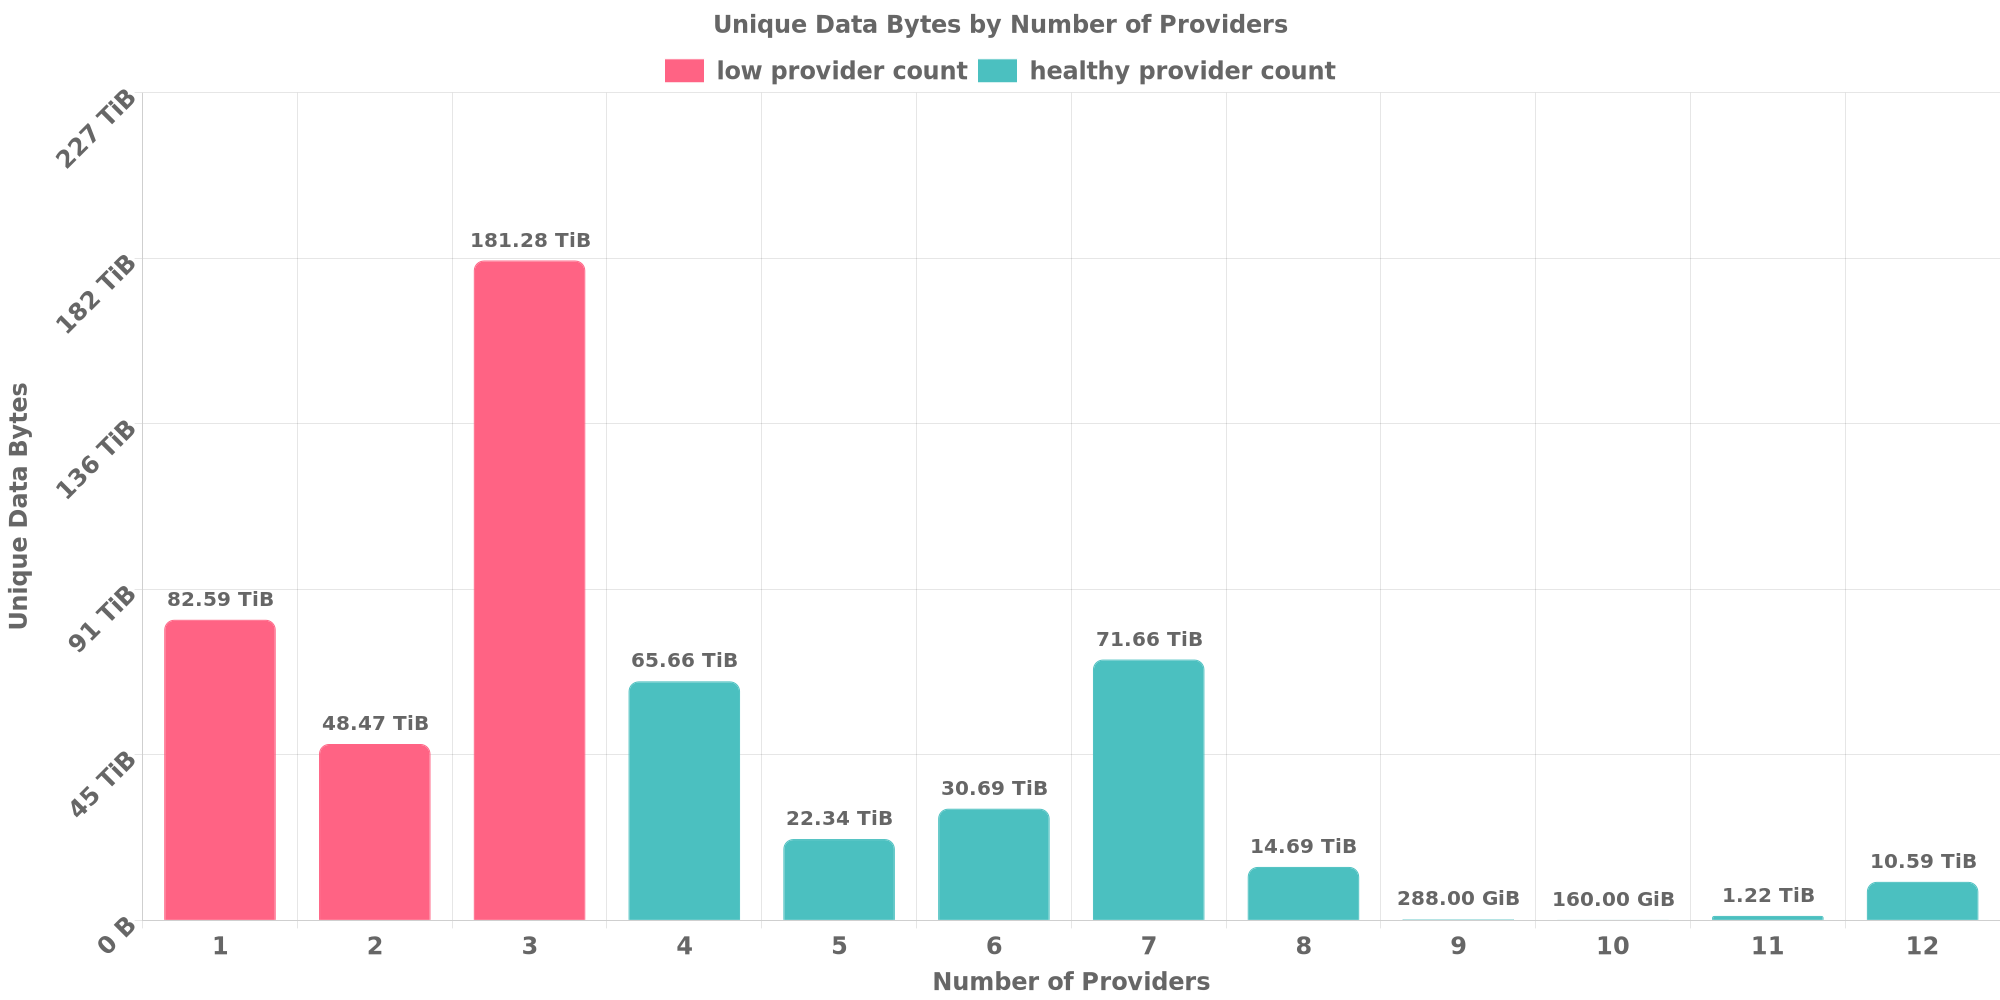 Unique Data Bytes by Number of Providers
low provider count healthy provider count
227 TiB
182 TiB
136 TiB
91 TiB
45 TiB
0 B
Unique Data Bytes
82.59 TiB
48.47 TiB
181.28 TiB
65.66 TiB
22.34 TiB
30.69 TiB
71.66 TiB
14.69 TiB
288.00 GiB
160.00 GiB
1.22 TiB
10.59 TiB
1 2 3 4 5 6 7 8 9 10 11 12
Number of Providers